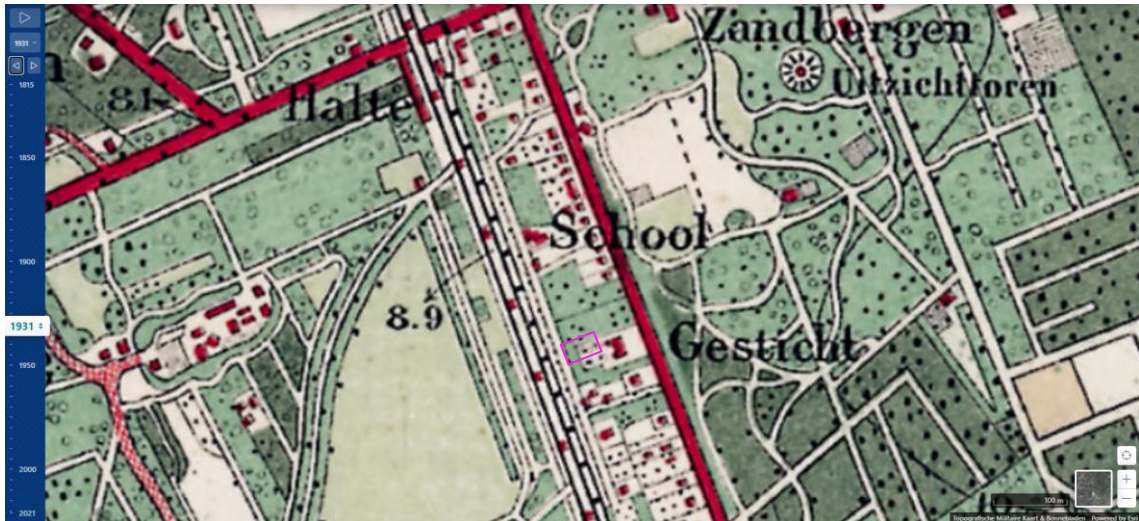 1931
1815
1850
1900
1931
1950
2000
2021
Zandbergen
Uitzichttoren
8.1
Halte
School
8.9
Gesticht
100 m
Topografische Militaire Kaart & Bonnebladen Powered by Esri